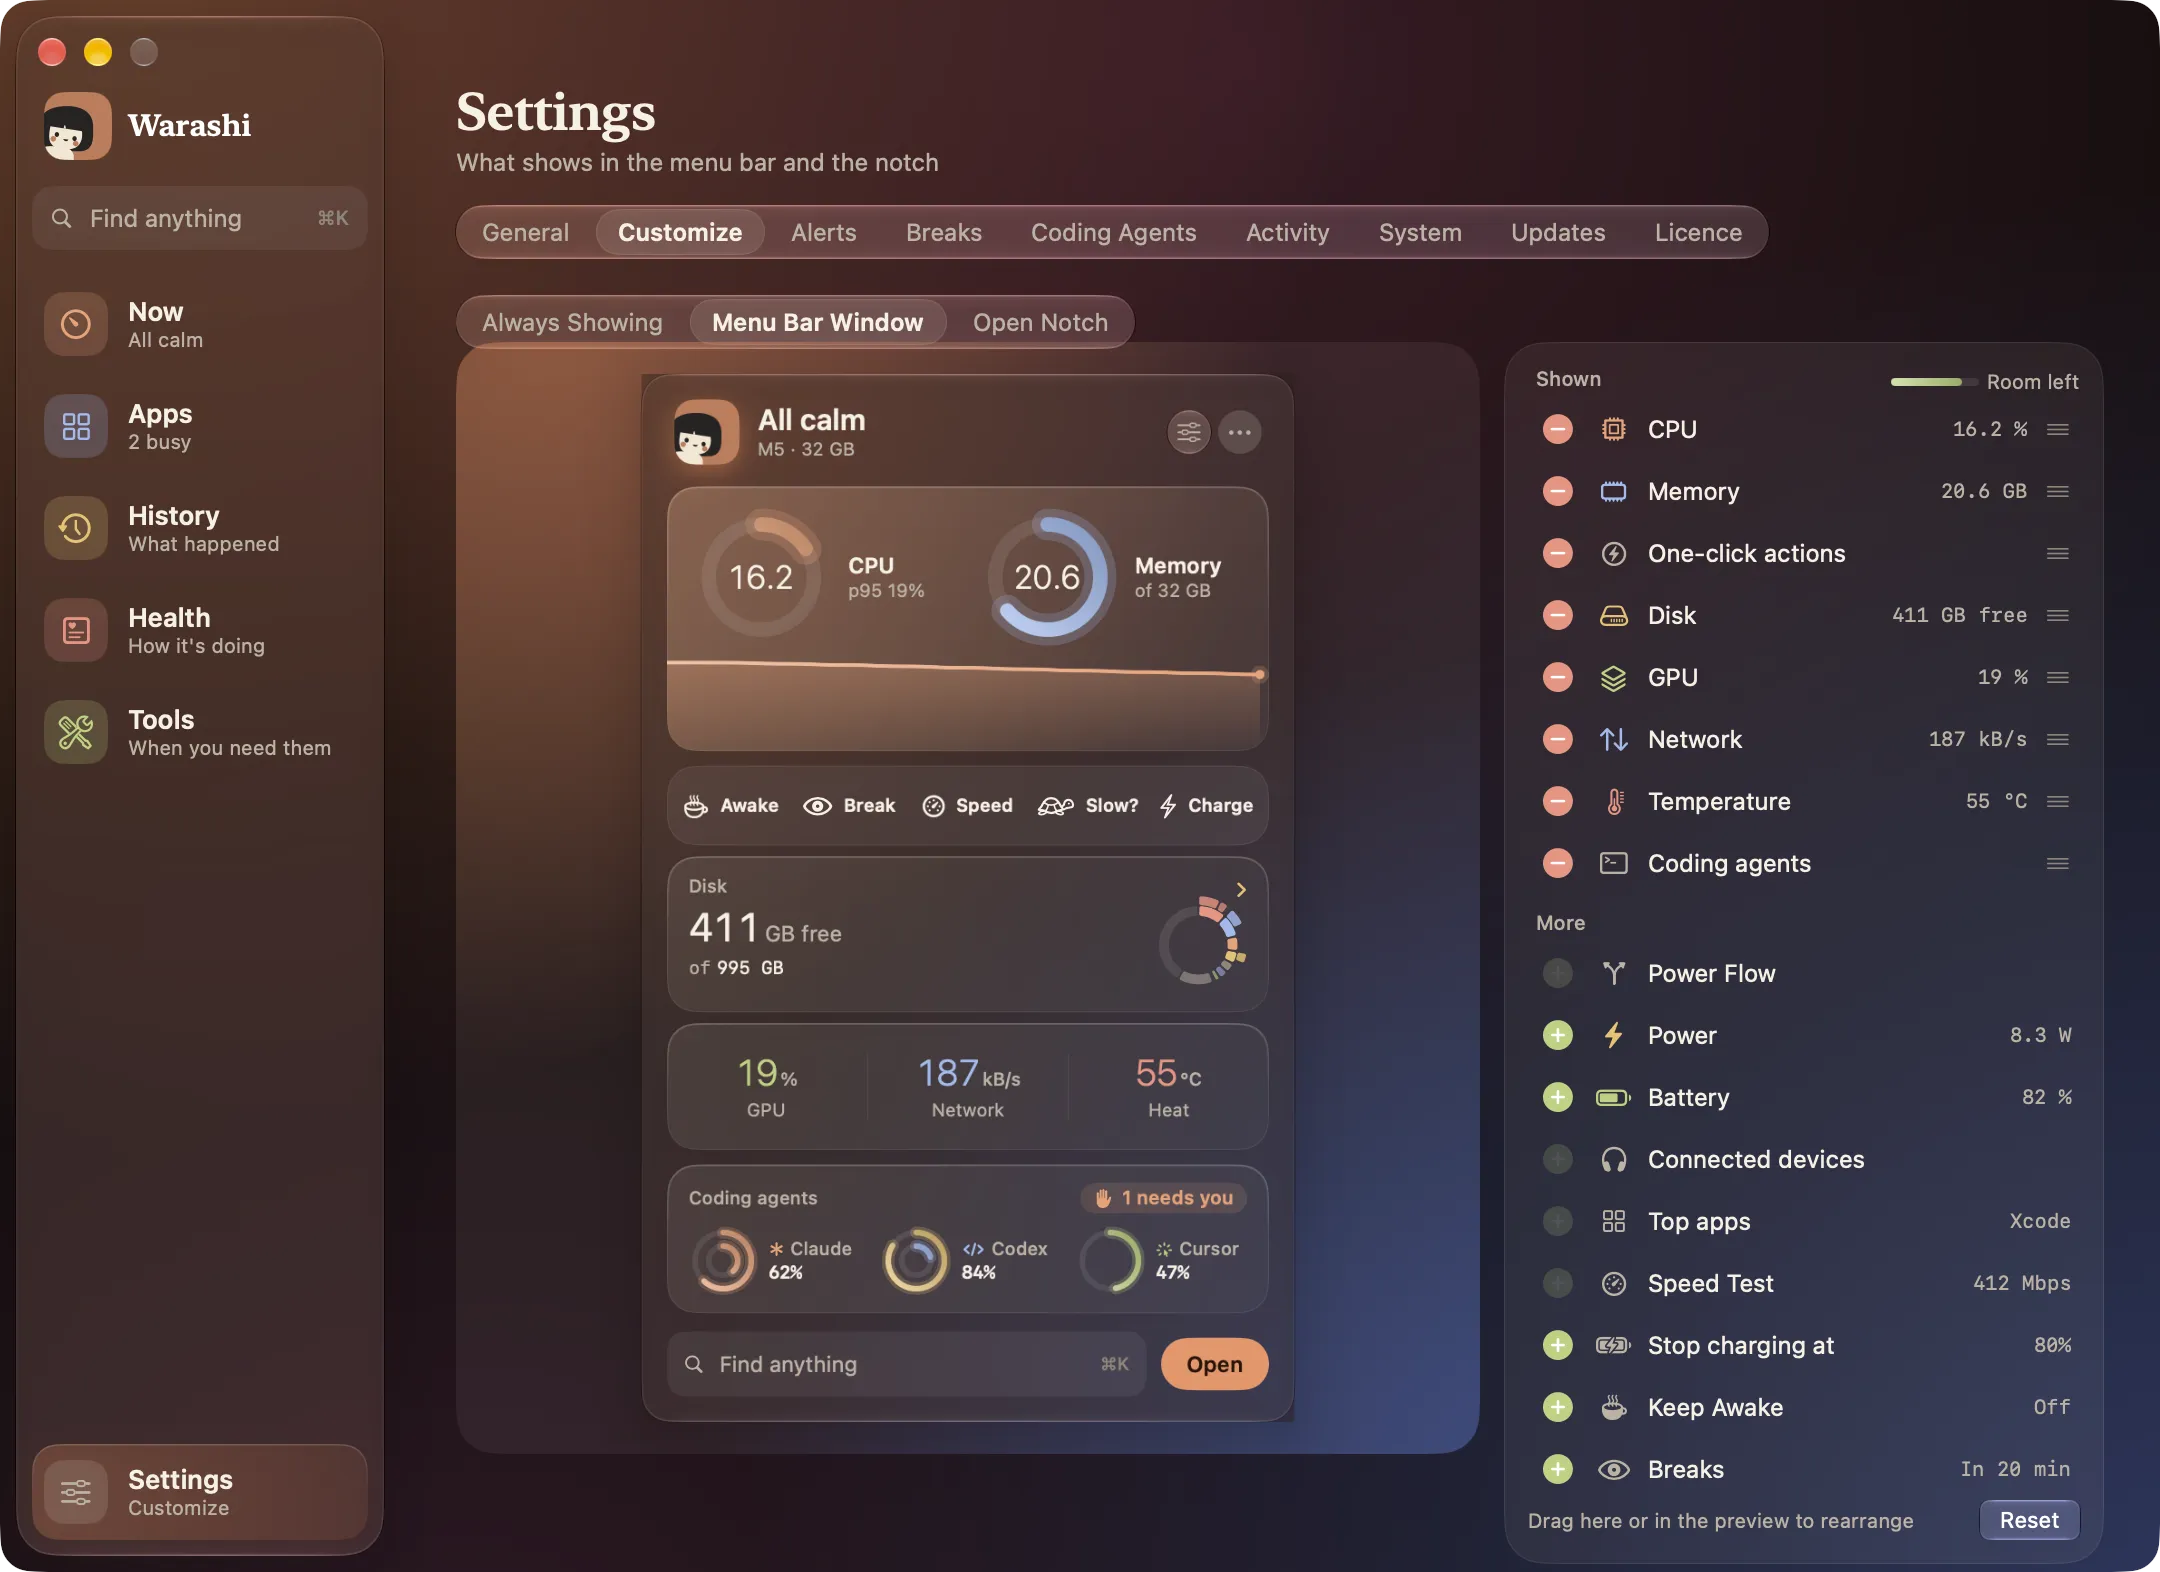 Warashi
Find anything ⌘K
Now
All calm
Apps
2 busy
History
What happened
Health
How it's doing
Tools
When you need them
Settings
Customize
Settings
What shows in the menu bar and the notch
General Customize Alerts Breaks Coding Agents Activity System Updates Licence
Always Showing Menu Bar Window Open Notch
All calm
M5 · 32 GB
16.2
CPU
p95 19%
20.6
Memory
of 32 GB
Awake Break Speed Slow? Charge
Disk
411 GB free
of 995 GB
19 % 187 kB/s 55 °C
GPU Network Heat
Coding agents 1 needs you
Claude
62%
Codex
84%
Cursor
47%
Find anything ⌘K Open
Shown Room left
CPU 16.2 %
Memory 20.6 GB
One-click actions
Disk 411 GB free
GPU 19 %
Network 187 kB/s
Temperature 55 °C
Coding agents
More
Power Flow
Power 8.3 W
Battery 82 %
Connected devices
Top apps Xcode
Speed Test 412 Mbps
Stop charging at 80%
Keep Awake Off
Breaks In 20 min
Drag here or in the preview to rearrange Reset